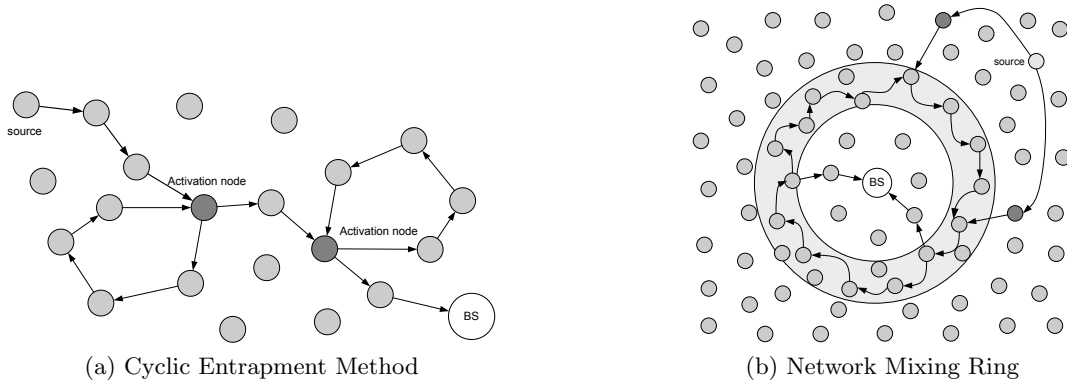 source
Activation node
Activation node
BS
(a) Cyclic Entrapment Method
source
BS
(b) Network Mixing Ring